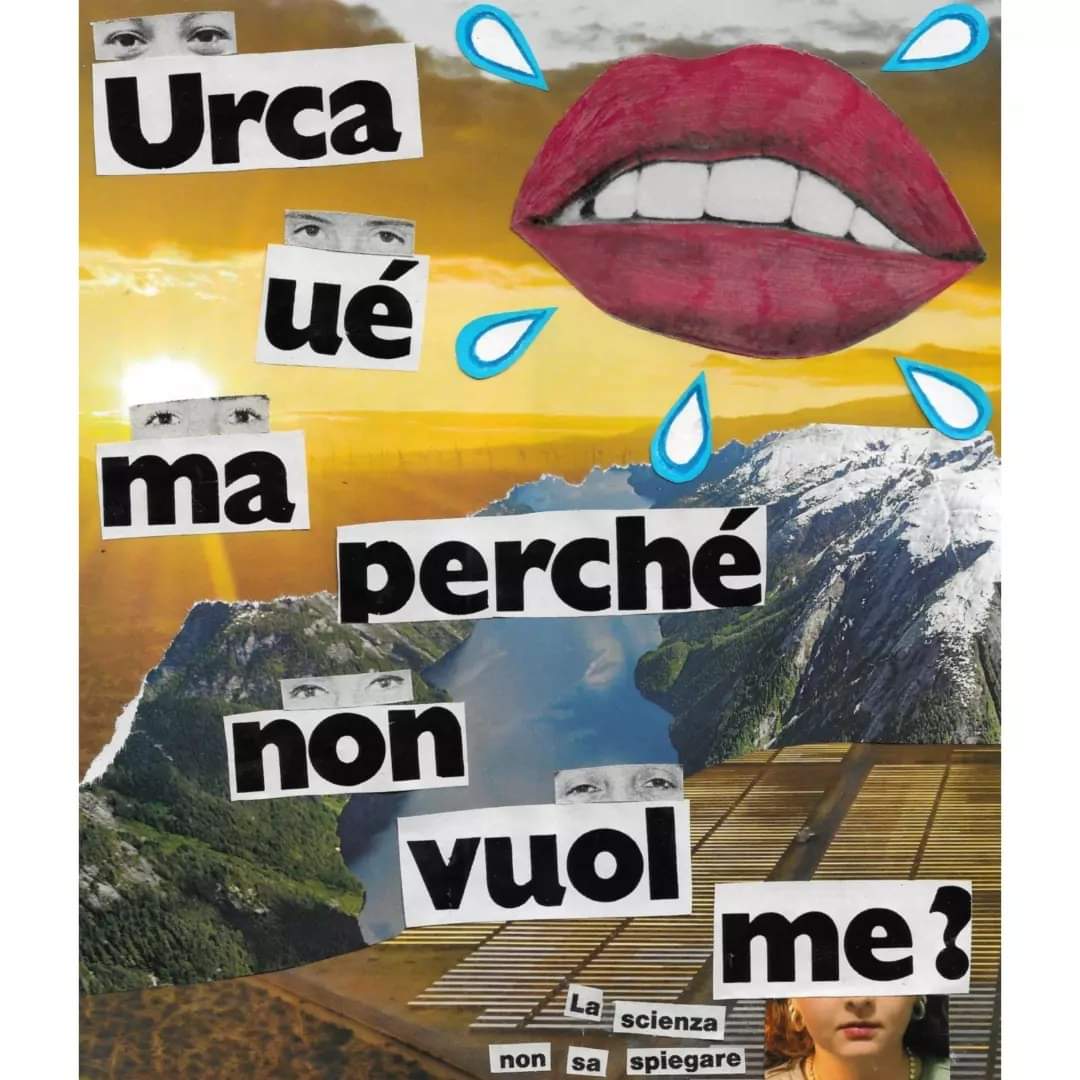 Urca
ué
ma
perché
non
vuol
me?
La scienza
non sa spiegare